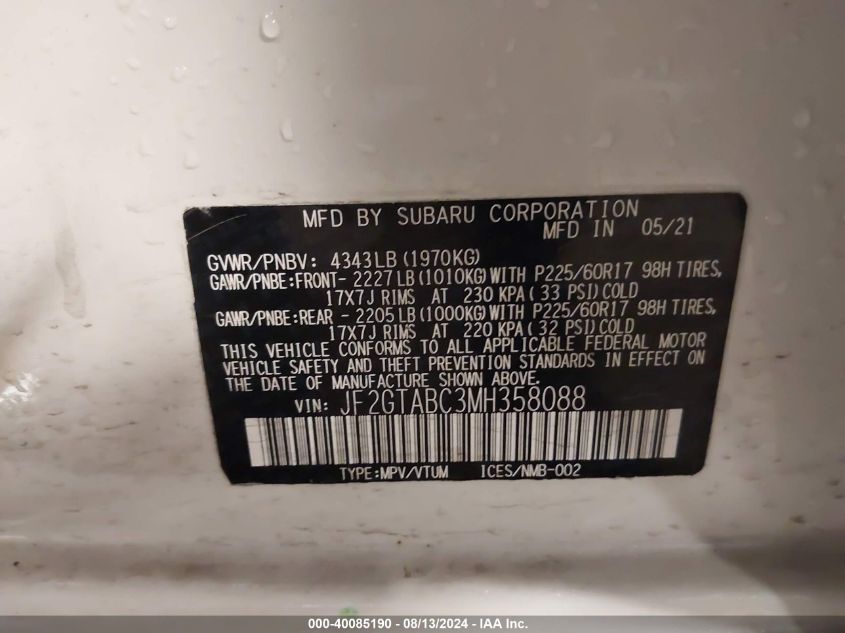 MFD BY SUBARU CORPORATION
MFD IN 05/21
GVWR/PNBV: 4343LB(1970KG)
GAWR/PNBE:FRONT- 2227LB(1010KG)WITH P225/60R17 98H TIRES,
17X7J RIMS AT 230 KPA( 33 PSI)COLD
GAWR/PNBE:REAR - 2205LB(1000KG)WITH P225/60R17 98H TIRES,
17X7J RIMS AT 220 KPA( 32 PSI)COLD
THIS VEHICLE CONFORMS TO ALL APPLICABLE FEDERAL MOTOR
VEHICLE SAFETY AND THEFT PREVENTION STANDARDS IN EFFECT ON
THE DATE OF MANUFACTURE SHOWN ABOVE.
VIN: JF2GTABC3MH358088
TYPE:MPV/VTUM ICES/NMB-002
000-40085190 - 08/13/2024 - IAA Inc.